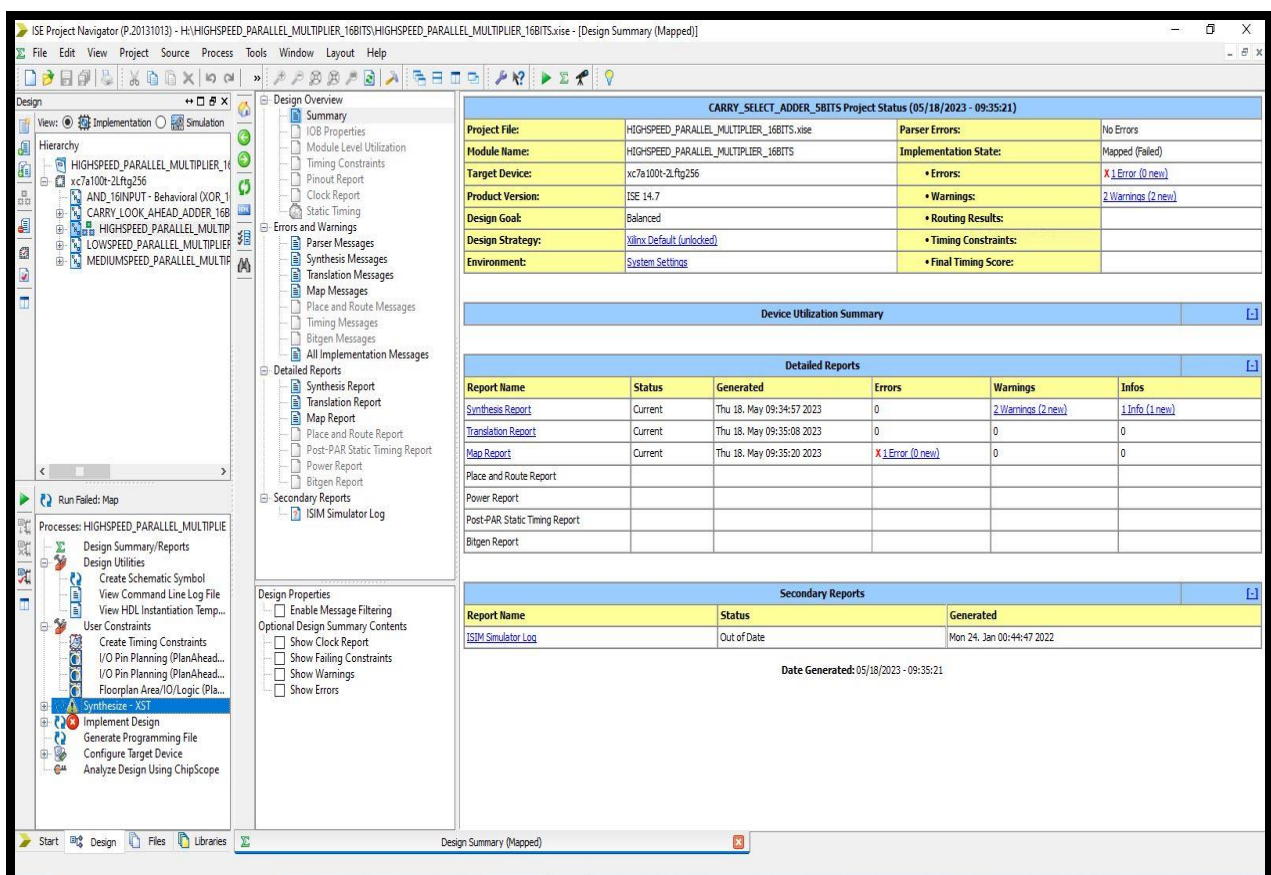 ISE Project Navigator (P.20131013) - H:\HIGHSPEED_PARALLEL_MULTIPLIER_16BITS\HIGHSPEED_PARALLEL_MULTIPLIER_16BITS.xise - [Design Summary (Mapped)]
File Edit View Project Source Process Tools Window Layout Help
Design
View: Implementation Simulation
Hierarchy
HIGHSPEED_PARALLEL_MULTIPLIER_16
xc7a100t-2Lftg256
AND_16INPUT - Behavioral (XOR_1
CARRY_LOOK_AHEAD_ADDER_16B
HIGHSPEED_PARALLEL_MULTIP
LOWSPEED_PARALLEL_MULTIPLIER
MEDIUMSPEED_PARALLEL_MULTIP
Run Failed: Map
Processes: HIGHSPEED_PARALLEL_MULTIPLIE
Design Summary/Reports
Design Utilities
Create Schematic Symbol
View Command Line Log File
View HDL Instantiation Temp...
User Constraints
Create Timing Constraints
I/O Pin Planning (PlanAhead...
I/O Pin Planning (PlanAhead...
Floorplan Area/IO/Logic (Pla...
Synthesize - XST
Implement Design
Generate Programming File
Configure Target Device
Analyze Design Using ChipScope
Start Design Files Libraries
Design Overview
Summary
IOB Properties
Module Level Utilization
Timing Constraints
Pinout Report
Clock Report
Static Timing
Errors and Warnings
Parser Messages
Synthesis Messages
Translation Messages
Map Messages
Place and Route Messages
Timing Messages
Bitgen Messages
All Implementation Messages
Detailed Reports
Synthesis Report
Translation Report
Map Report
Place and Route Report
Post-PAR Static Timing Report
Power Report
Bitgen Report
Secondary Reports
ISIM Simulator Log
Design Properties
Enable Message Filtering
Optional Design Summary Contents
Show Clock Report
Show Failing Constraints
Show Warnings
Show Errors
CARRY_SELECT_ADDER_5BITS Project Status (05/18/2023 - 09:35:21)
Project File: HIGHSPEED_PARALLEL_MULTIPLIER_16BITS.xise Parser Errors: No Errors
Module Name: HIGHSPEED_PARALLEL_MULTIPLIER_16BITS Implementation State: Mapped (Failed)
Target Device: xc7a100t-2Lftg256 • Errors: X 1 Error (0 new)
Product Version: ISE 14.7 • Warnings: 2 Warnings (2 new)
Design Goal: Balanced • Routing Results:
Design Strategy: Xilinx Default (unlocked) • Timing Constraints:
Environment: System Settings • Final Timing Score:
Device Utilization Summary [-]
Detailed Reports [-]
Report Name Status Generated Errors Warnings Infos
Synthesis Report Current Thu 18. May 09:34:57 2023 0 2 Warnings (2 new) 1 Info (1 new)
Translation Report Current Thu 18. May 09:35:08 2023 0 0 0
Map Report Current Thu 18. May 09:35:20 2023 X 1 Error (0 new) 0 0
Place and Route Report
Power Report
Post-PAR Static Timing Report
Bitgen Report
Secondary Reports [-]
Report Name Status Generated
ISIM Simulator Log Out of Date Mon 24. Jan 00:44:47 2022
Date Generated: 05/18/2023 - 09:35:21
Design Summary (Mapped)